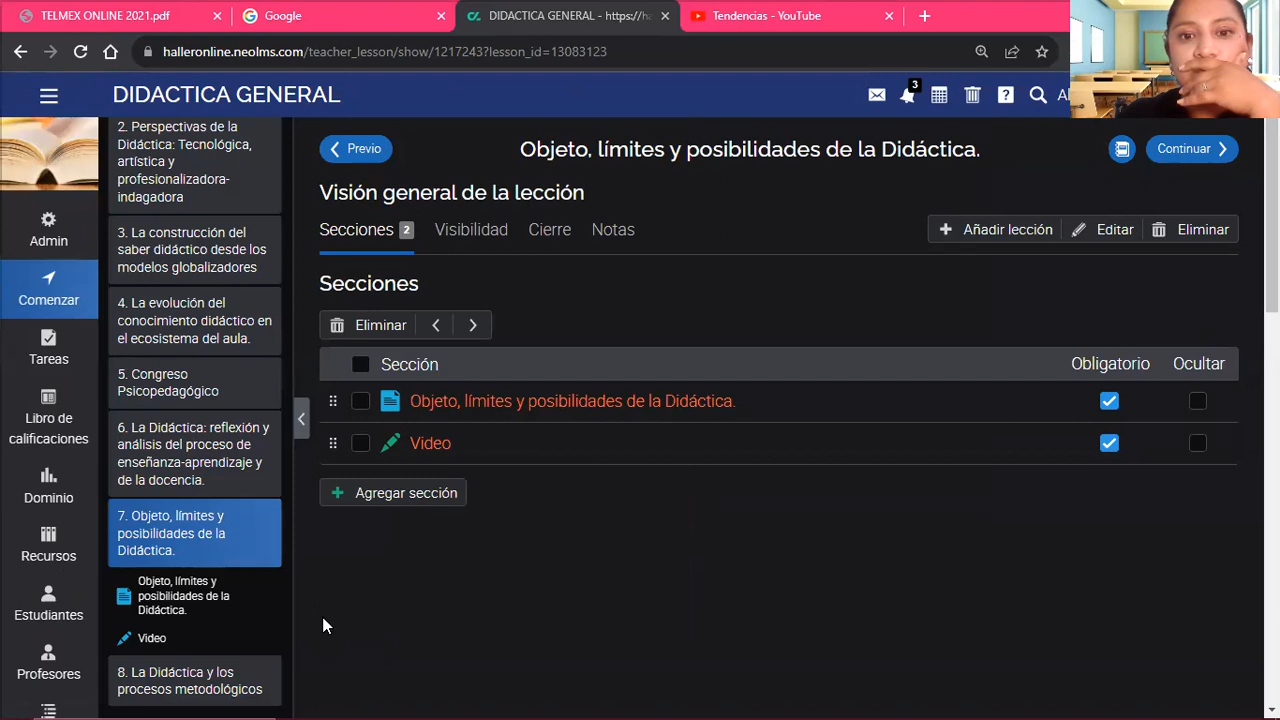 TELMEX ONLINE 2021.pdf
Google
DIDACTICA GENERAL - https://ha
Tendencias - YouTube
halleronline.neolms.com/teacher_lesson/show/1217243?lesson_id=13083123
DIDACTICA GENERAL
3
Admin
Comenzar
Tareas
Libro de
calificaciones
Dominio
Recursos
Estudiantes
Profesores
2. Perspectivas de la
Didáctica: Tecnológica,
artística y
profesionalizadora-
indagadora
3. La construcción del
saber didáctico desde los
modelos globalizadores
4. La evolución del
conocimiento didáctico en
el ecosistema del aula.
5. Congreso
Psicopedagógico
6. La Didáctica: reflexión y
análisis del proceso de
enseñanza-aprendizaje y
de la docencia.
7. Objeto, límites y
posibilidades de la
Didáctica.
Objeto, límites y
posibilidades de la
Didáctica.
Video
8. La Didáctica y los
procesos metodológicos
Previo
Objeto, límites y posibilidades de la Didáctica.
Continuar
Visión general de la lección
Secciones 2 Visibilidad Cierre Notas
Añadir lección Editar Eliminar
Secciones
Eliminar
Sección Obligatorio Ocultar
Objeto, límites y posibilidades de la Didáctica.
Video
Agregar sección